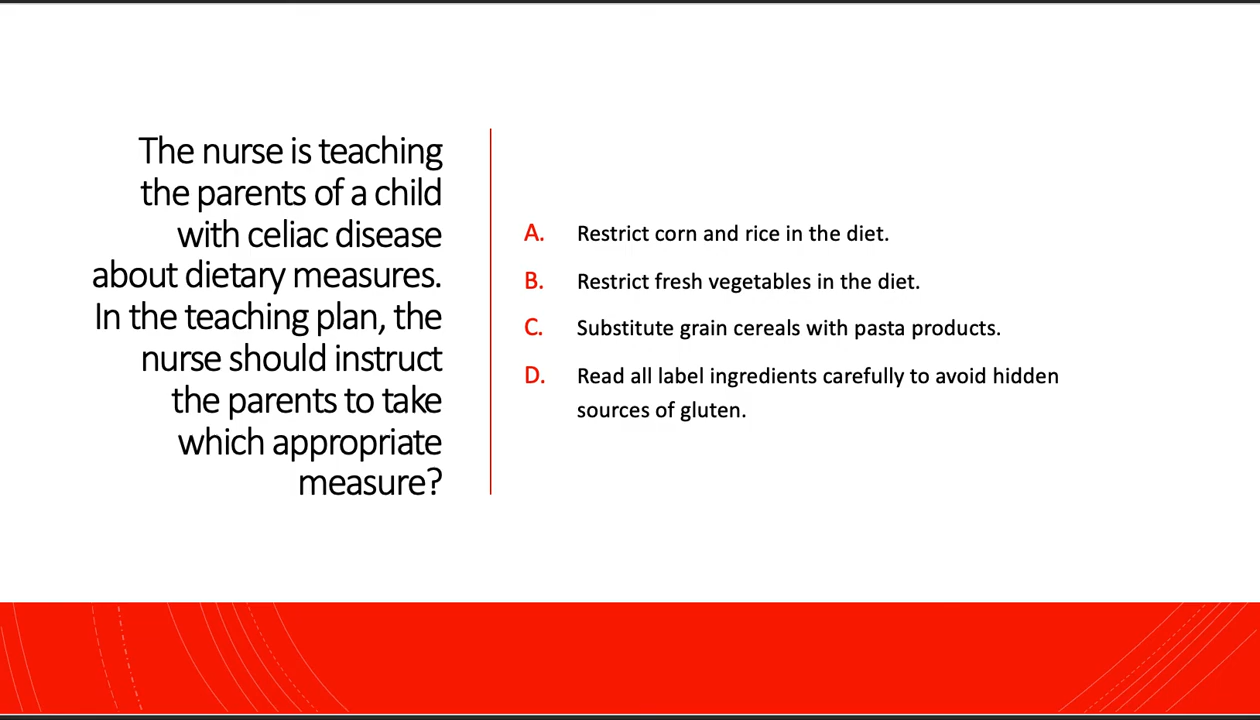 The nurse is teaching
the parents of a child
with celiac disease
about dietary measures.
In the teaching plan, the
nurse should instruct
the parents to take
which appropriate
measure?
A. Restrict corn and rice in the diet.
B. Restrict fresh vegetables in the diet.
C. Substitute grain cereals with pasta products.
D. Read all label ingredients carefully to avoid hidden
sources of gluten.